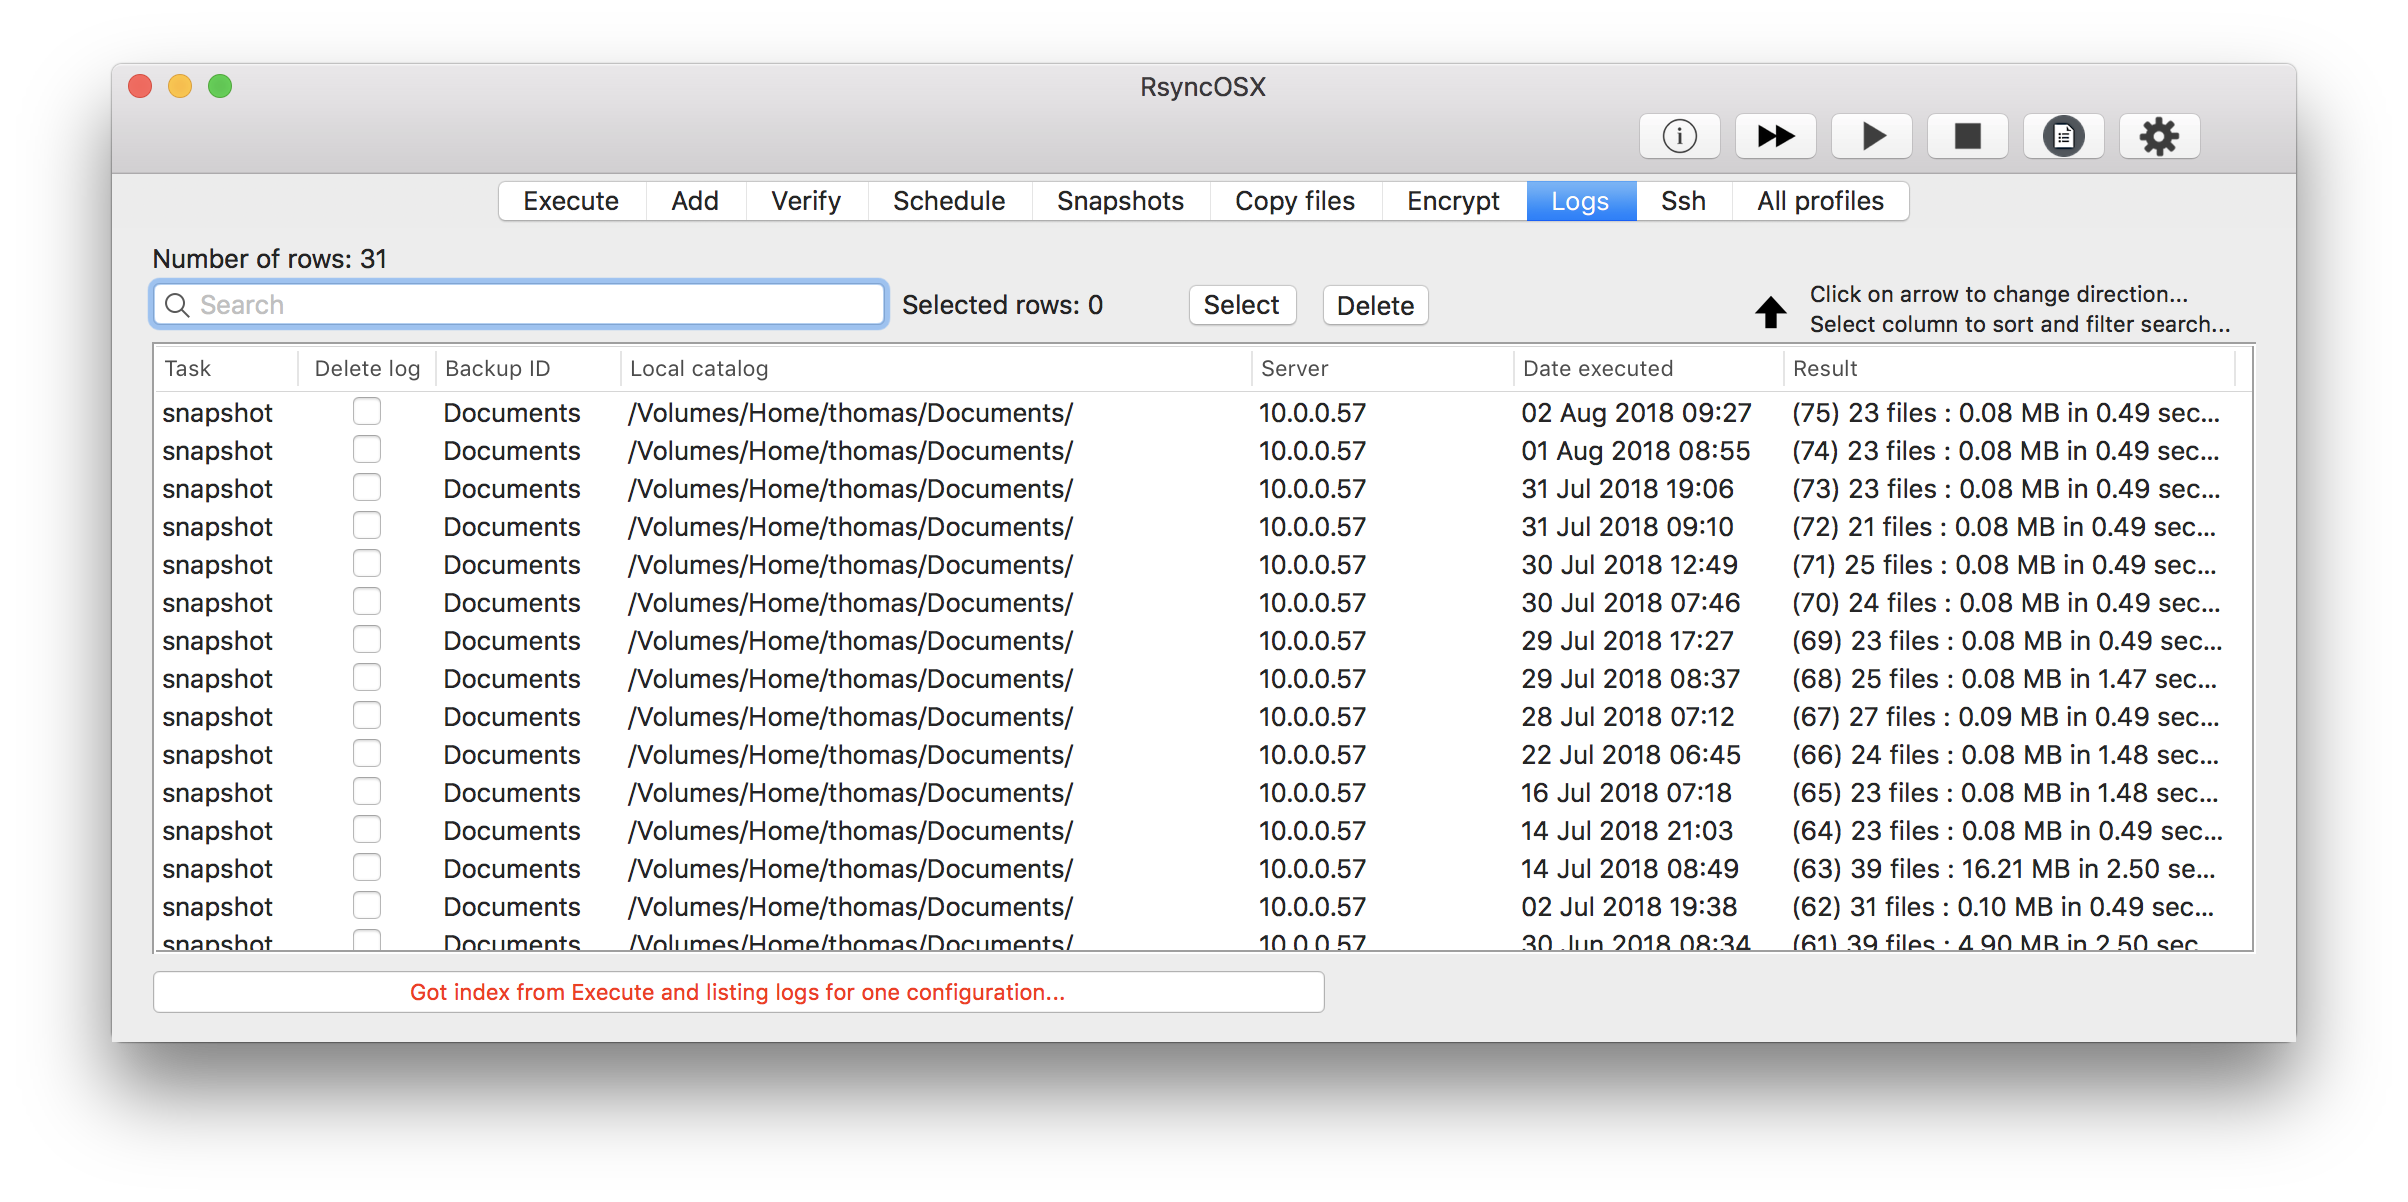 RsyncOSX
Execute Add Verify Schedule Snapshots Copy files Encrypt Logs Ssh All profiles
Number of rows: 31
Search Selected rows: 0 Select Delete
Click on arrow to change direction...
Select column to sort and filter search...
Task Delete log Backup ID Local catalog Server Date executed Result
snapshot Documents /Volumes/Home/thomas/Documents/ 10.0.0.57 02 Aug 2018 09:27 (75) 23 files : 0.08 MB in 0.49 sec...
snapshot Documents /Volumes/Home/thomas/Documents/ 10.0.0.57 01 Aug 2018 08:55 (74) 23 files : 0.08 MB in 0.49 sec...
snapshot Documents /Volumes/Home/thomas/Documents/ 10.0.0.57 31 Jul 2018 19:06 (73) 23 files : 0.08 MB in 0.49 sec...
snapshot Documents /Volumes/Home/thomas/Documents/ 10.0.0.57 31 Jul 2018 09:10 (72) 21 files : 0.08 MB in 0.49 sec...
snapshot Documents /Volumes/Home/thomas/Documents/ 10.0.0.57 30 Jul 2018 12:49 (71) 25 files : 0.08 MB in 0.49 sec...
snapshot Documents /Volumes/Home/thomas/Documents/ 10.0.0.57 30 Jul 2018 07:46 (70) 24 files : 0.08 MB in 0.49 sec...
snapshot Documents /Volumes/Home/thomas/Documents/ 10.0.0.57 29 Jul 2018 17:27 (69) 23 files : 0.08 MB in 0.49 sec...
snapshot Documents /Volumes/Home/thomas/Documents/ 10.0.0.57 29 Jul 2018 08:37 (68) 25 files : 0.08 MB in 1.47 sec...
snapshot Documents /Volumes/Home/thomas/Documents/ 10.0.0.57 28 Jul 2018 07:12 (67) 27 files : 0.09 MB in 0.49 sec...
snapshot Documents /Volumes/Home/thomas/Documents/ 10.0.0.57 22 Jul 2018 06:45 (66) 24 files : 0.08 MB in 1.48 sec...
snapshot Documents /Volumes/Home/thomas/Documents/ 10.0.0.57 16 Jul 2018 07:18 (65) 23 files : 0.08 MB in 1.48 sec...
snapshot Documents /Volumes/Home/thomas/Documents/ 10.0.0.57 14 Jul 2018 21:03 (64) 23 files : 0.08 MB in 0.49 sec...
snapshot Documents /Volumes/Home/thomas/Documents/ 10.0.0.57 14 Jul 2018 08:49 (63) 39 files : 16.21 MB in 2.50 se...
snapshot Documents /Volumes/Home/thomas/Documents/ 10.0.0.57 02 Jul 2018 19:38 (62) 31 files : 0.10 MB in 0.49 sec...
snapshot Documents /Volumes/Home/thomas/Documents/ 10.0.0.57 30 Jun 2018 08:34 (61) 39 files : 4.90 MB in 2.50 sec...
Got index from Execute and listing logs for one configuration...